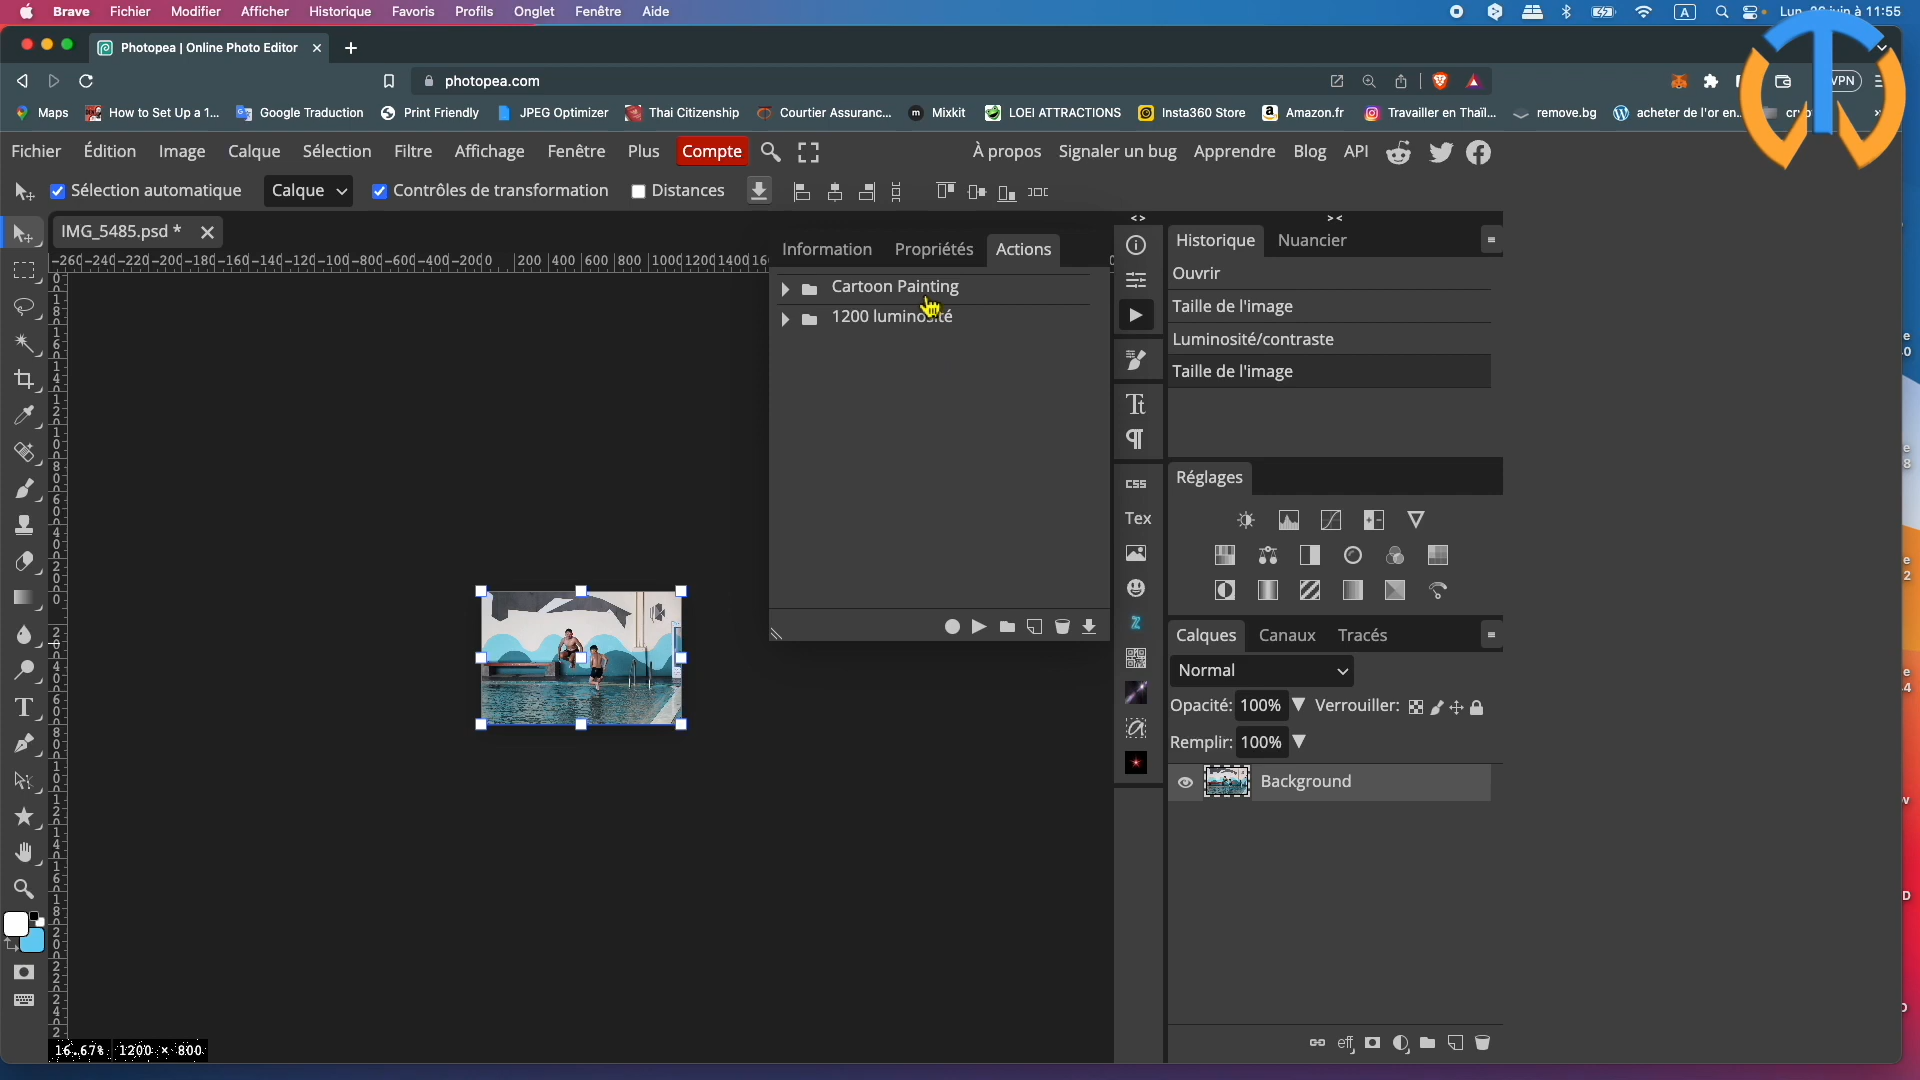 Brave Fichier Modifier Afficher Historique Favoris Profils Onglet Fenêtre Aide
A
Photopea | Online Photo Editor
photopea.com
VPN
Maps How to Set Up a 1... Google Traduction Print Friendly JPEG Optimizer Thai Citizenship Courtier Assuranc... Mixkit LOEI ATTRACTIONS Insta360 Store Amazon.fr Travailler en Thaïl... remove.bg acheter de l'or en...
Fichier Édition Image Calque Sélection Filtre Affichage Fenêtre Plus Compte
À propos Signaler un bug Apprendre Blog API
Sélection automatique Calque Contrôles de transformation Distances
IMG_5485.psd *
Information Propriétés Actions
Cartoon Painting
1200 luminosité
CSS
Tex
Historique Nuancier
Ouvrir
Taille de l'image
Luminosité/contraste
Taille de l'image
Réglages
Calques Canaux Tracés
Normal
Opacité: 100% Verrouiller:
Remplir: 100%
Background
eff
16.67% 1200 × 800